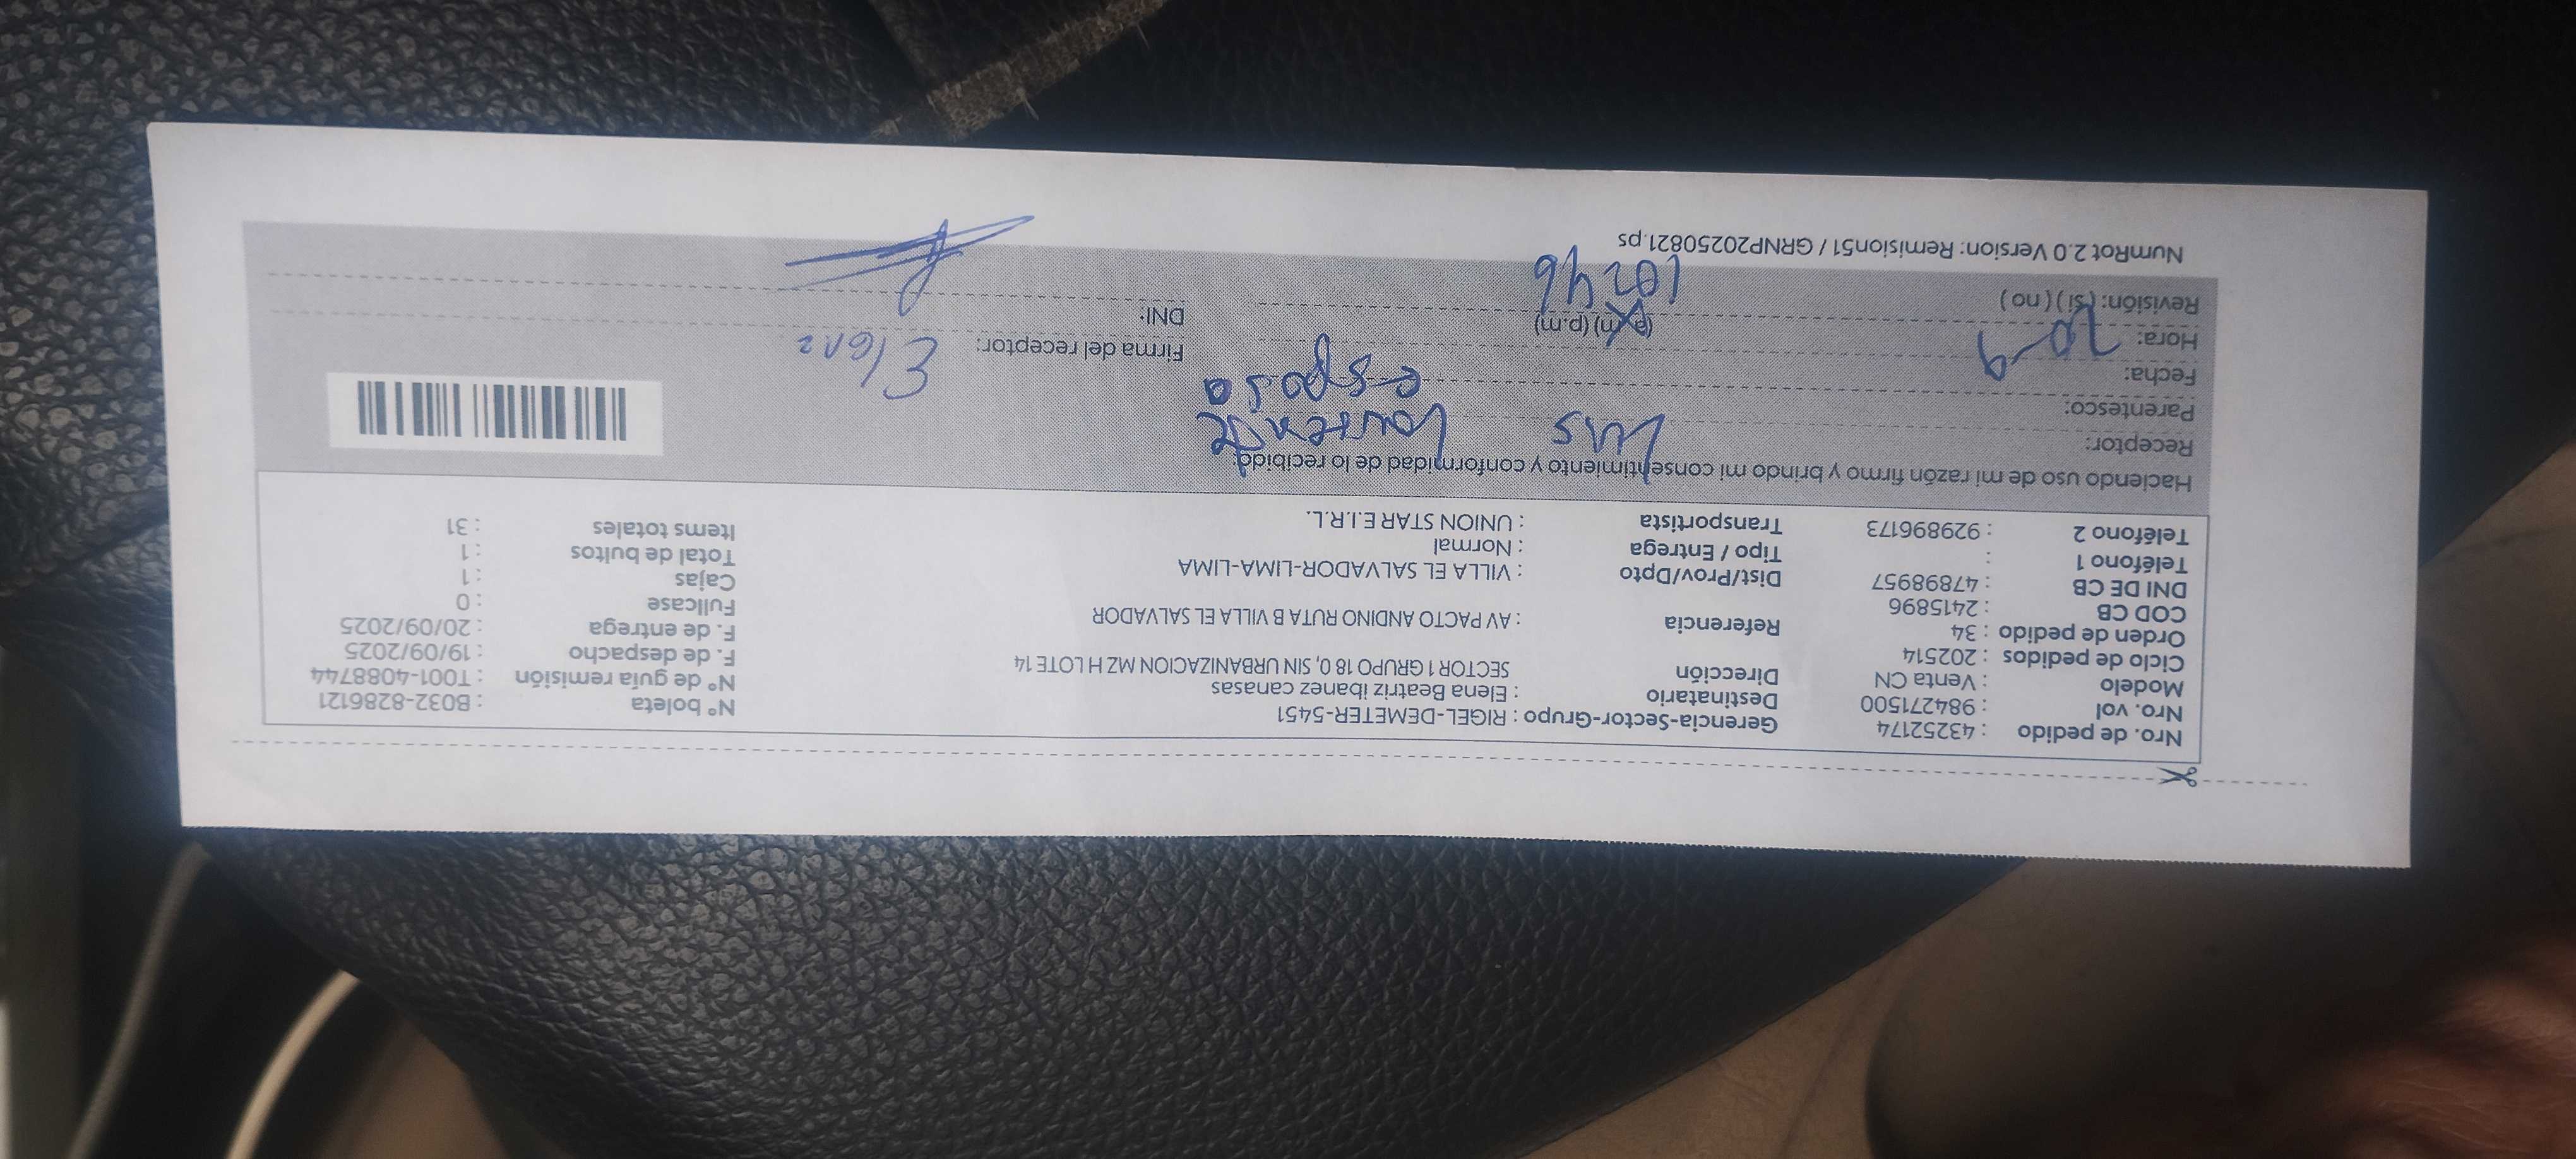 Nro. de pedido : 43252174 Gerencia-Sector-Grupo : RIGEL-DEMETER-5451 N° boleta : B032-8286121
Nro. vol : 984271500 Destinatario : Elena Beatriz ibanez canasas N° de guía remisión : T001-4088744
Modelo : Venta CN Dirección SECTOR 1 GRUPO 18 0, SIN URBANIZACION MZ H LOTE 14 F. de despacho : 19/09/2025
Ciclo de pedidos : 202514 Referencia : AV PACTO ANDINO RUTA B VILLA EL SALVADOR F. de entrega : 20/09/2025
Orden de pedido : 34 Fullcase : 0
COD CB : 2415896 Dist/Prov/Dpto : VILLA EL SALVADOR-LIMA-LIMA Cajas : 1
DNI DE CB : 47898957 Tipo / Entrega : Normal Total de bultos : 1
Teléfono 1 : Transportista : UNION STAR E.I.R.L. Items totales : 31
Teléfono 2 : 929896173
Haciendo uso de mi razón firmo y brindo mi consentimiento y conformidad de lo recibido.
Receptor: Luis
Parentesco: esposo
Fecha: 20-9 Firma del receptor: Elena
Hora: (a.m) (p.m) DNI:
Revisión: (si) (no) 10:46
NumRot 2.0 Version: Remision51 / GRNP20250821.ps